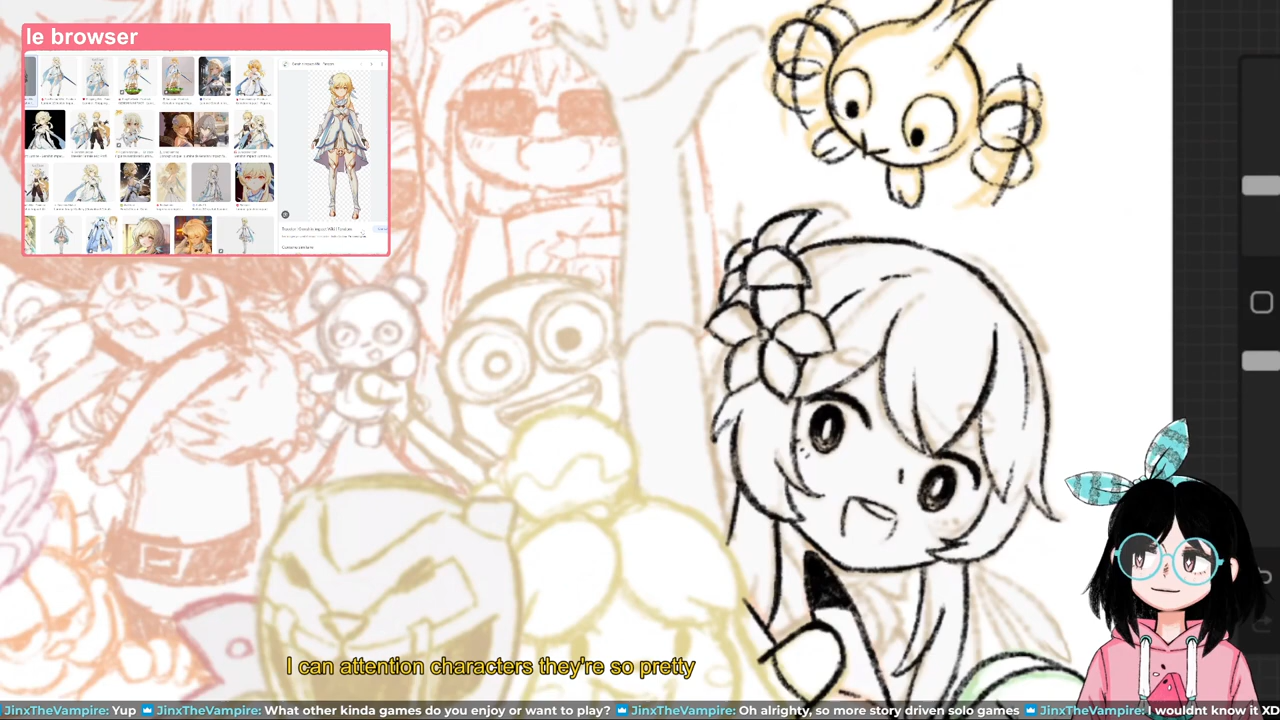 le browser
I can attention characters they're so pretty
JinxTheVampire: Yup JinxTheVampire: What other kinda games do you enjoy or want to play? JinxTheVampire: Oh alrighty, so more story driven solo games JinxTheVampire: I wouldnt know it XD